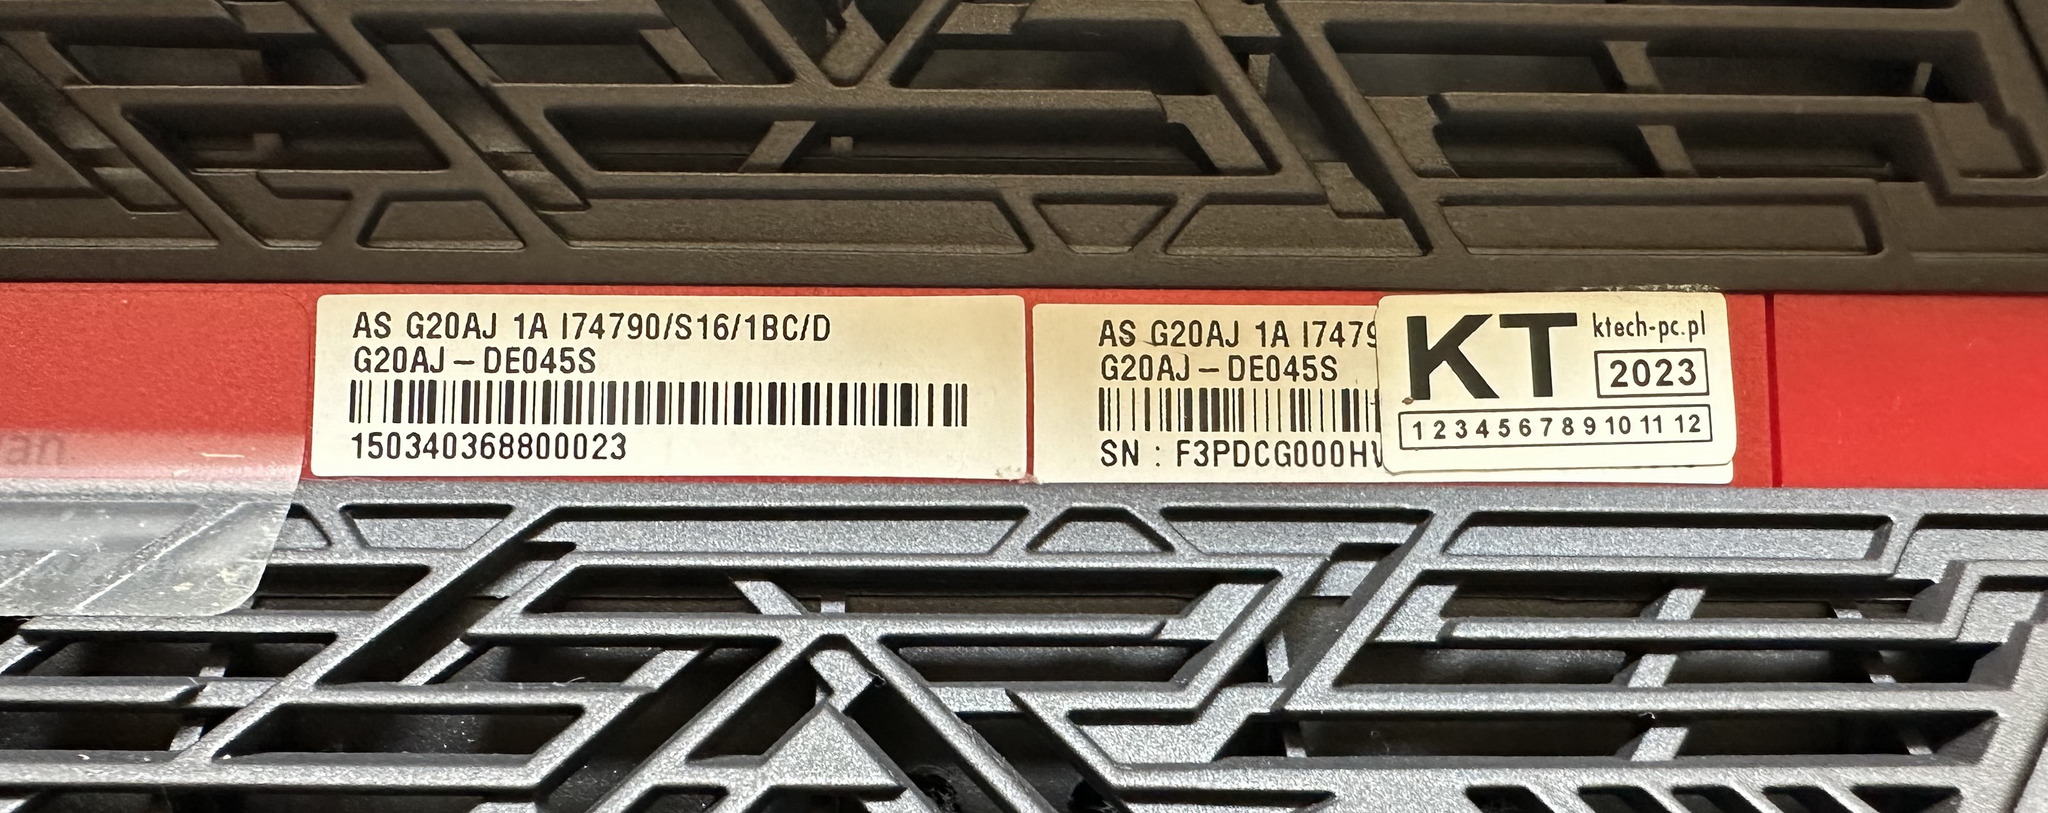 AS G20AJ 1A I74790/S16/1BC/D
G20AJ-DE045S
150340368800023
AS G20AJ 1A I7479
G20AJ-DE045S
SN : F3PDCG000H
KT
ktech-pc.pl
2023
1 2 3 4 5 6 7 8 9 10 11 12